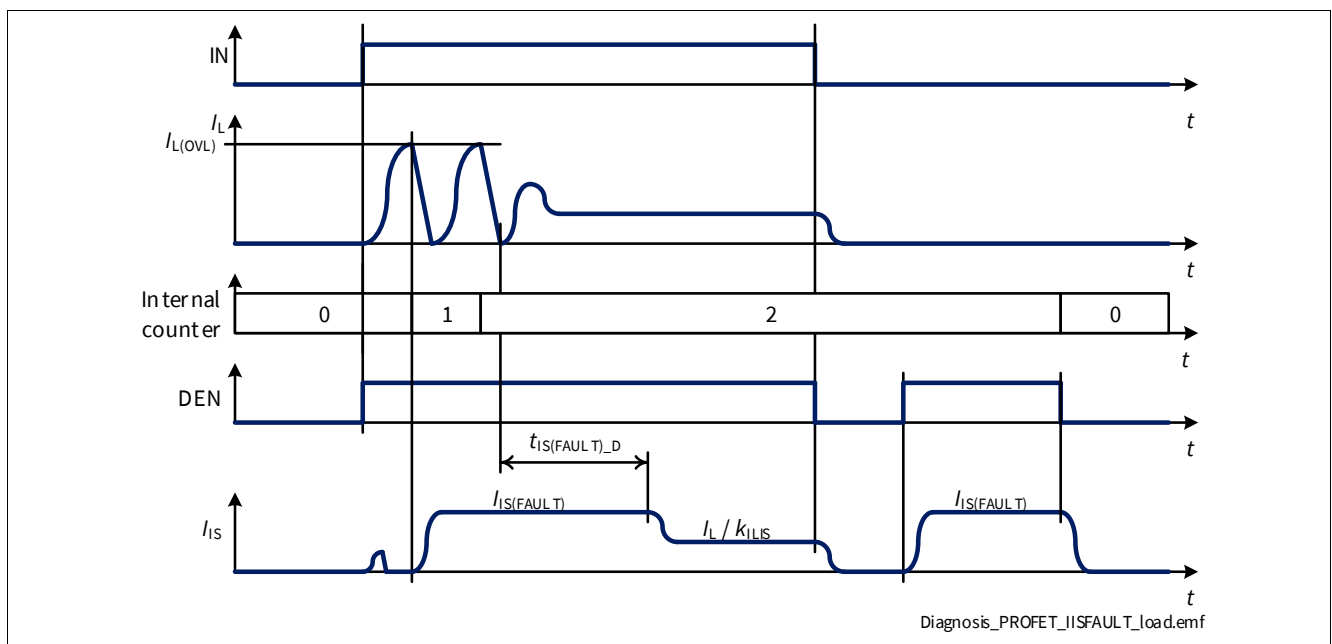 IN
t
I_L
I_L(OVL)
t
Internal
counter
0
1
2
0
t
DEN
t
t_IS(FAULT)_D
I_IS
I_IS(FAULT)
I_L / k_ILIS
I_IS(FAULT)
t
Diagnosis_PROFET_IISFAULT_load.emf